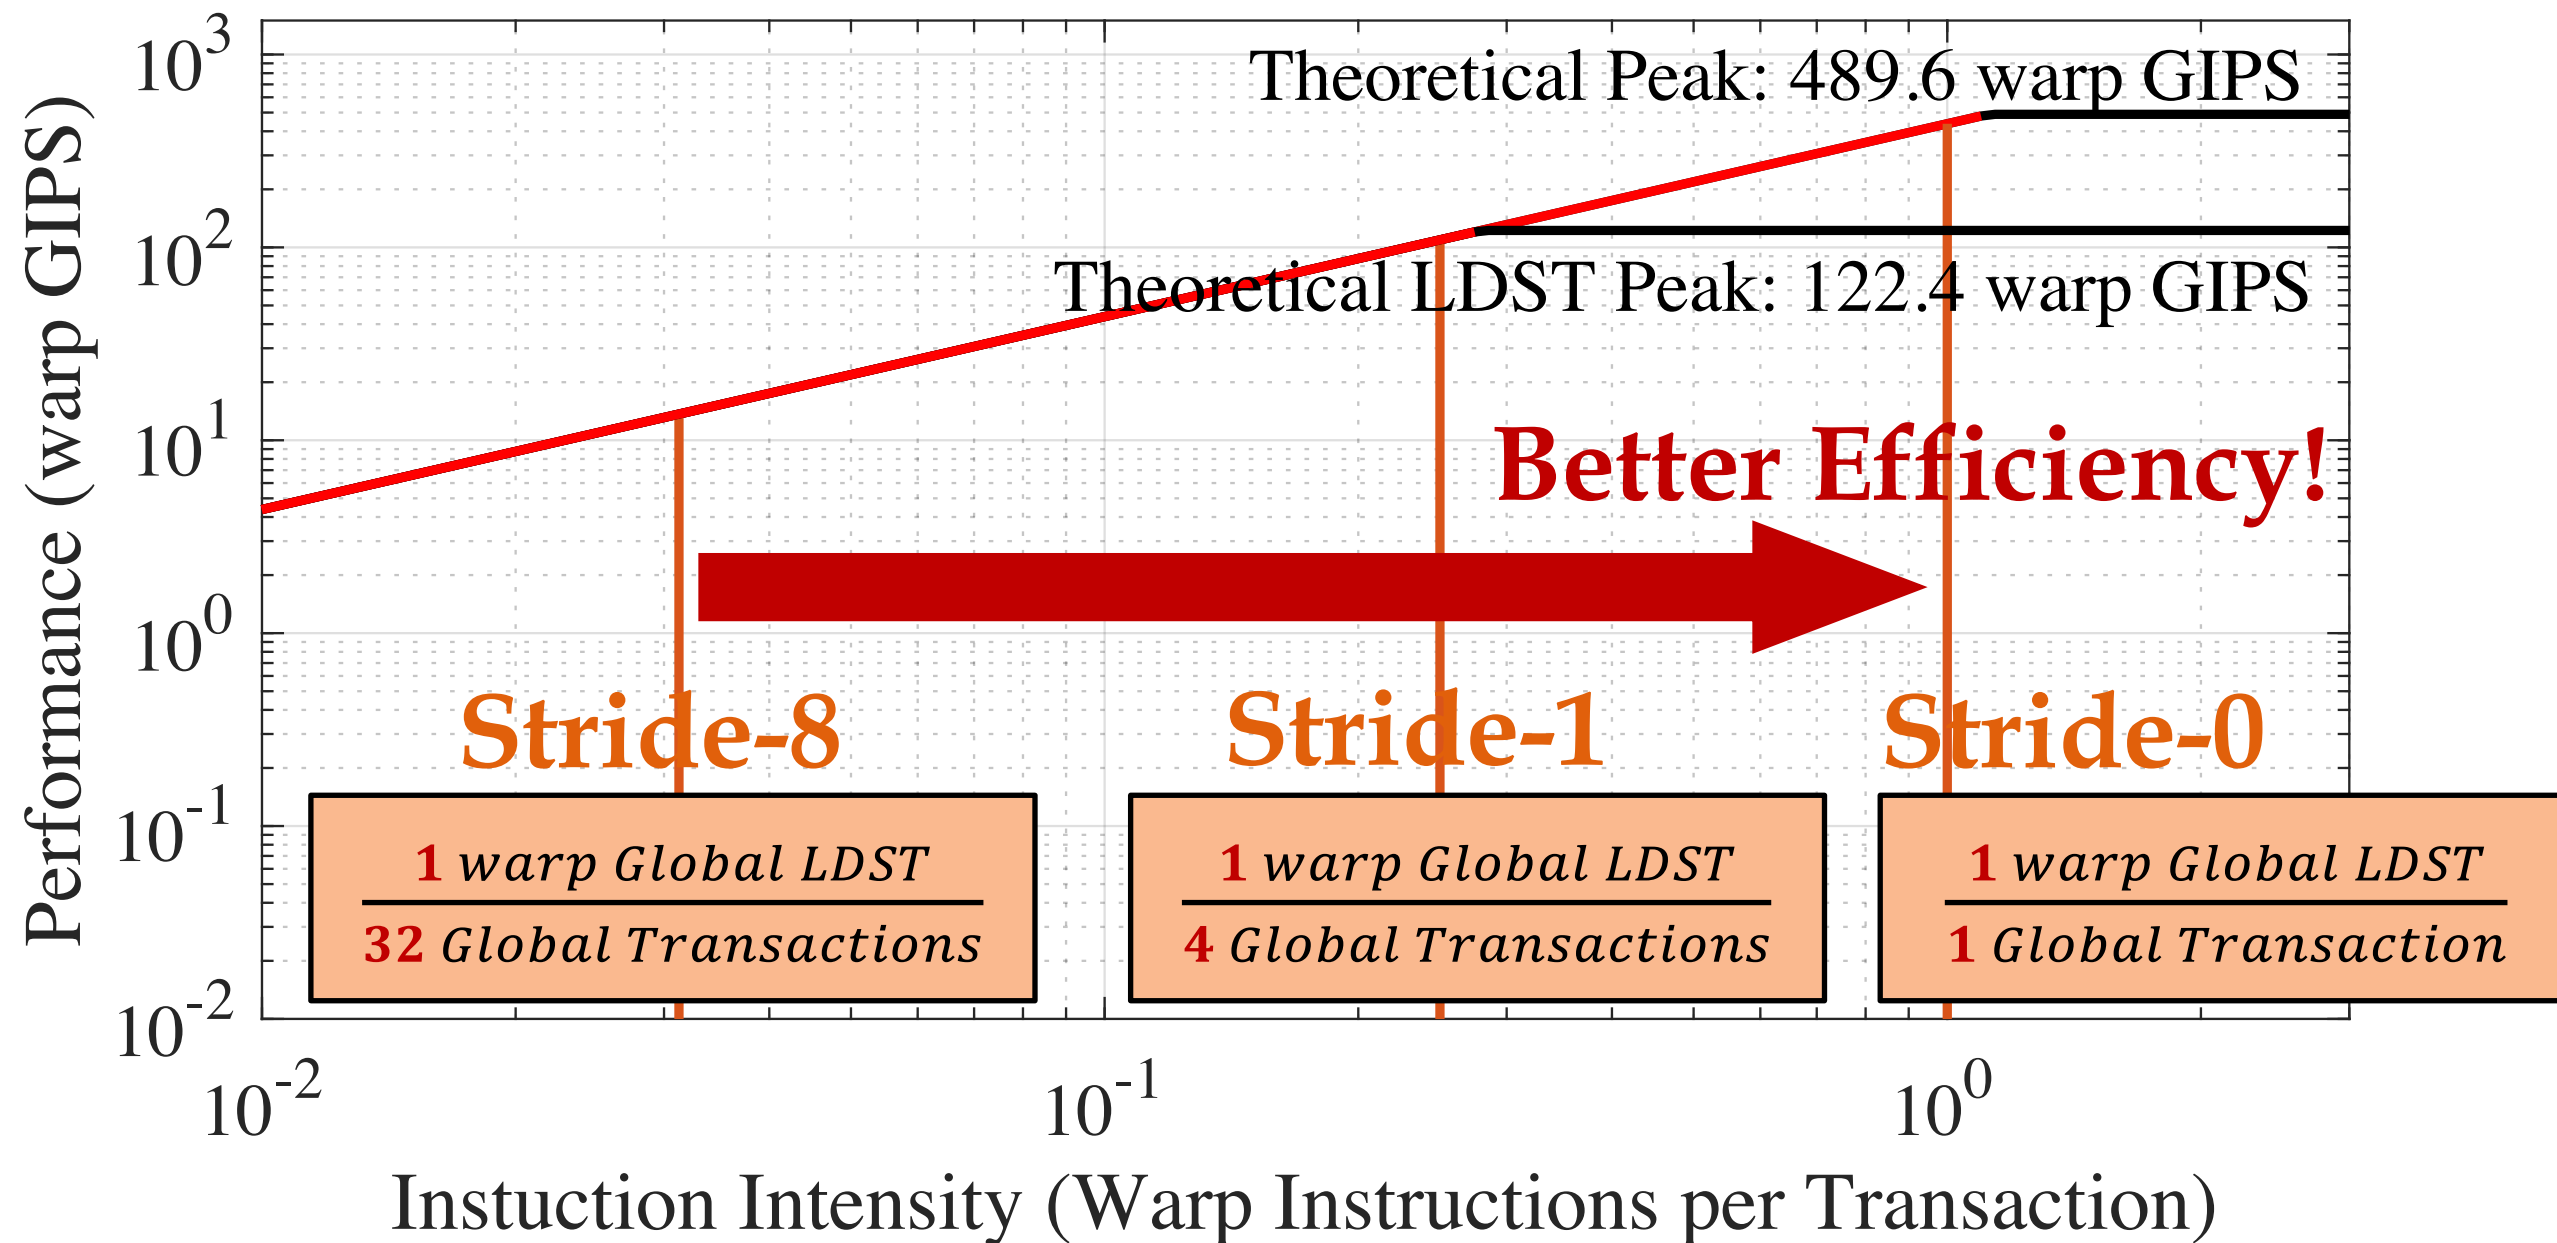 10^3
10^2
10^1
10^0
10^-1
10^-2
Performance (warp GIPS)
Theoretical Peak: 489.6 warp GIPS
Theoretical LDST Peak: 122.4 warp GIPS
Better Efficiency!
Stride-8
Stride-1
Stride-0
1 warp Global LDST
32 Global Transactions
1 warp Global LDST
4 Global Transactions
1 warp Global LDST
1 Global Transaction
10^-2
10^-1
10^0
Instuction Intensity (Warp Instructions per Transaction)